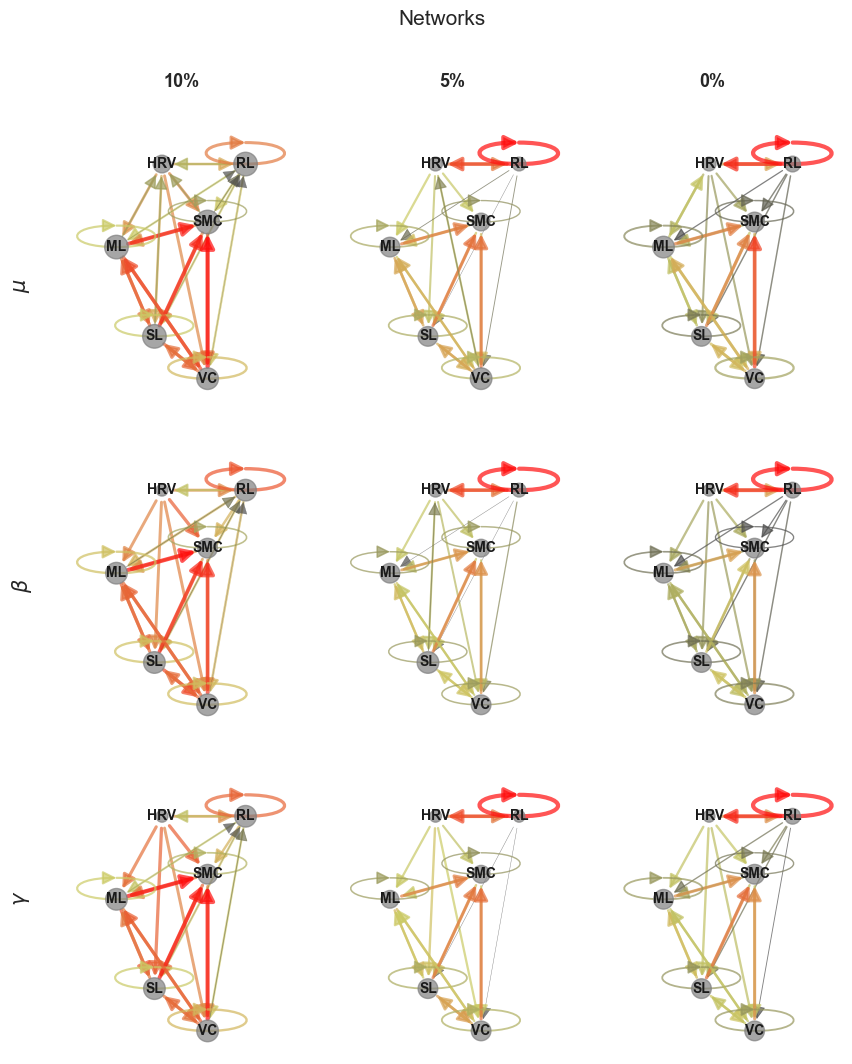 Networks
10% 5% 0%
μ
HRV RL HRV RL HRV RL
SMC SMC SMC
ML ML ML
SL SL SL
VC VC VC
β
HRV RL HRV RL HRV RL
SMC SMC SMC
ML ML ML
SL SL SL
VC VC VC
γ
HRV RL HRV RL HRV RL
SMC SMC SMC
ML ML ML
SL SL SL
VC VC VC